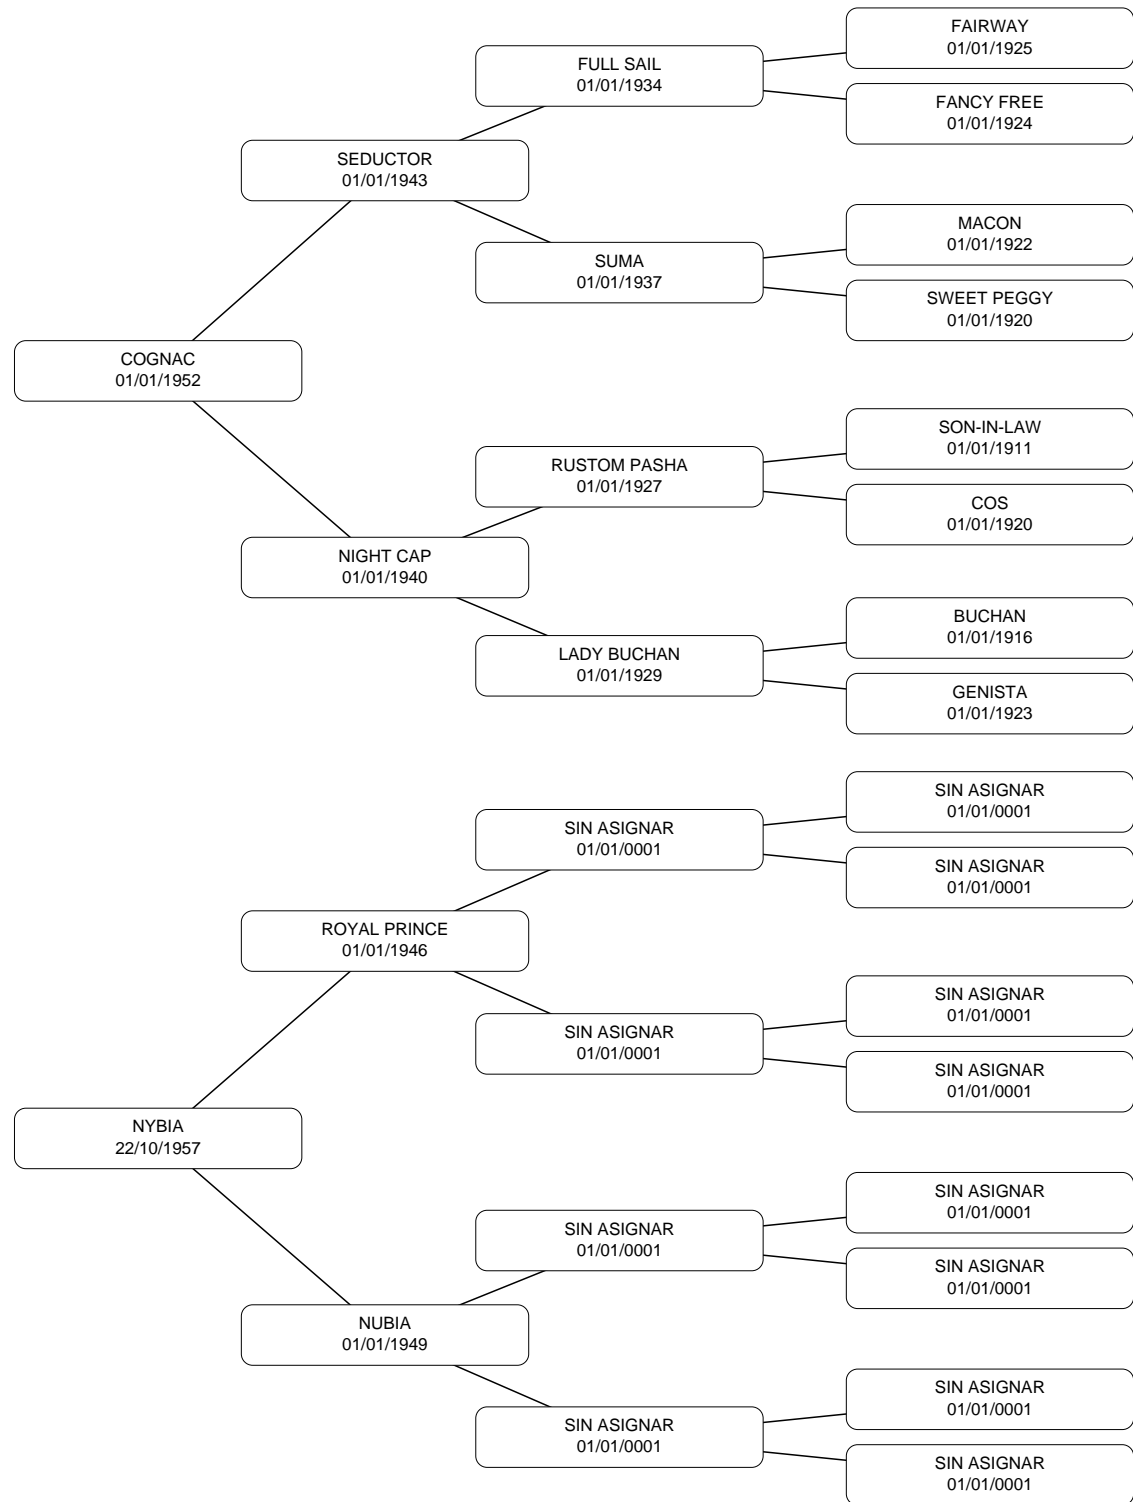 FAIRWAY
01/01/1925
FULL SAIL
01/01/1934
FANCY FREE
01/01/1924
SEDUCTOR
01/01/1943
MACON
01/01/1922
SUMA
01/01/1937
SWEET PEGGY
01/01/1920
COGNAC
01/01/1952
SON-IN-LAW
01/01/1911
RUSTOM PASHA
01/01/1927
COS
01/01/1920
NIGHT CAP
01/01/1940
BUCHAN
01/01/1916
LADY BUCHAN
01/01/1929
GENISTA
01/01/1923
SIN ASIGNAR
01/01/0001
SIN ASIGNAR
01/01/0001
SIN ASIGNAR
01/01/0001
ROYAL PRINCE
01/01/1946
SIN ASIGNAR
01/01/0001
SIN ASIGNAR
01/01/0001
SIN ASIGNAR
01/01/0001
NYBIA
22/10/1957
SIN ASIGNAR
01/01/0001
SIN ASIGNAR
01/01/0001
SIN ASIGNAR
01/01/0001
NUBIA
01/01/1949
SIN ASIGNAR
01/01/0001
SIN ASIGNAR
01/01/0001
SIN ASIGNAR
01/01/0001